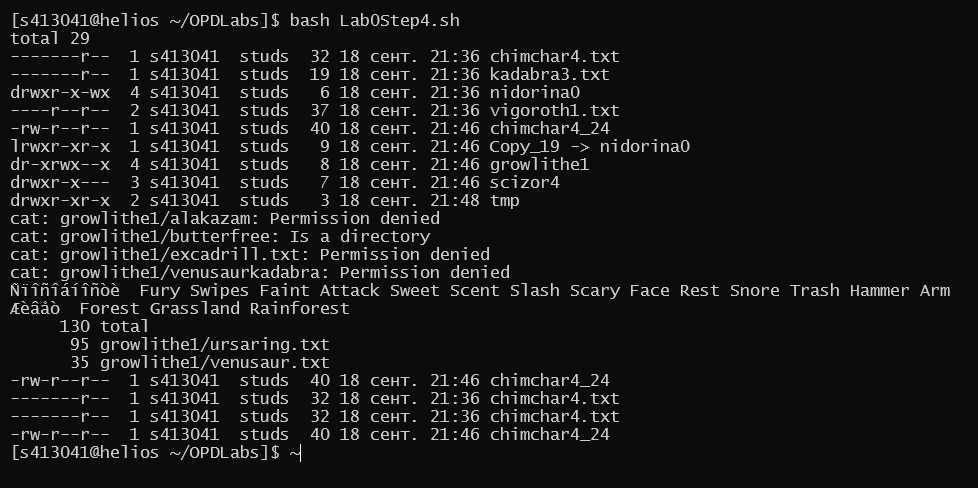 [s413041@helios ~/OPDLabs]$ bash Lab0Step4.sh
total 29
-------r--  1 s413041  studs  32 18 сент. 21:36 chimchar4.txt
-------r--  1 s413041  studs  19 18 сент. 21:36 kadabra3.txt
drwxr-x-wx  4 s413041  studs   6 18 сент. 21:36 nidorina0
----r--r--  2 s413041  studs  37 18 сент. 21:36 vigoroth1.txt
-rw-r--r--  1 s413041  studs  40 18 сент. 21:46 chimchar4_24
lrwxr-xr-x  1 s413041  studs   9 18 сент. 21:46 Copy_19 -> nidorina0
dr-xrwx--x  4 s413041  studs   8 18 сент. 21:46 growlithe1
drwxr-x---  3 s413041  studs   7 18 сент. 21:46 scizor4
drwxr-xr-x  2 s413041  studs   3 18 сент. 21:48 tmp
cat: growlithe1/alakazam: Permission denied
cat: growlithe1/butterfree: Is a directory
cat: growlithe1/excadrill.txt: Permission denied
cat: growlithe1/venusaurkadabra: Permission denied
Ñïîñîáíîñòè  Fury Swipes Faint Attack Sweet Scent Slash Scary Face Rest Snore Trash Hammer Arm
Æèâåò  Forest Grassland Rainforest
     130 total
      95 growlithe1/ursaring.txt
      35 growlithe1/venusaur.txt
-rw-r--r--  1 s413041  studs  40 18 сент. 21:46 chimchar4_24
-------r--  1 s413041  studs  32 18 сент. 21:36 chimchar4.txt
-------r--  1 s413041  studs  32 18 сент. 21:36 chimchar4.txt
-rw-r--r--  1 s413041  studs  40 18 сент. 21:46 chimchar4_24
[s413041@helios ~/OPDLabs]$ ~